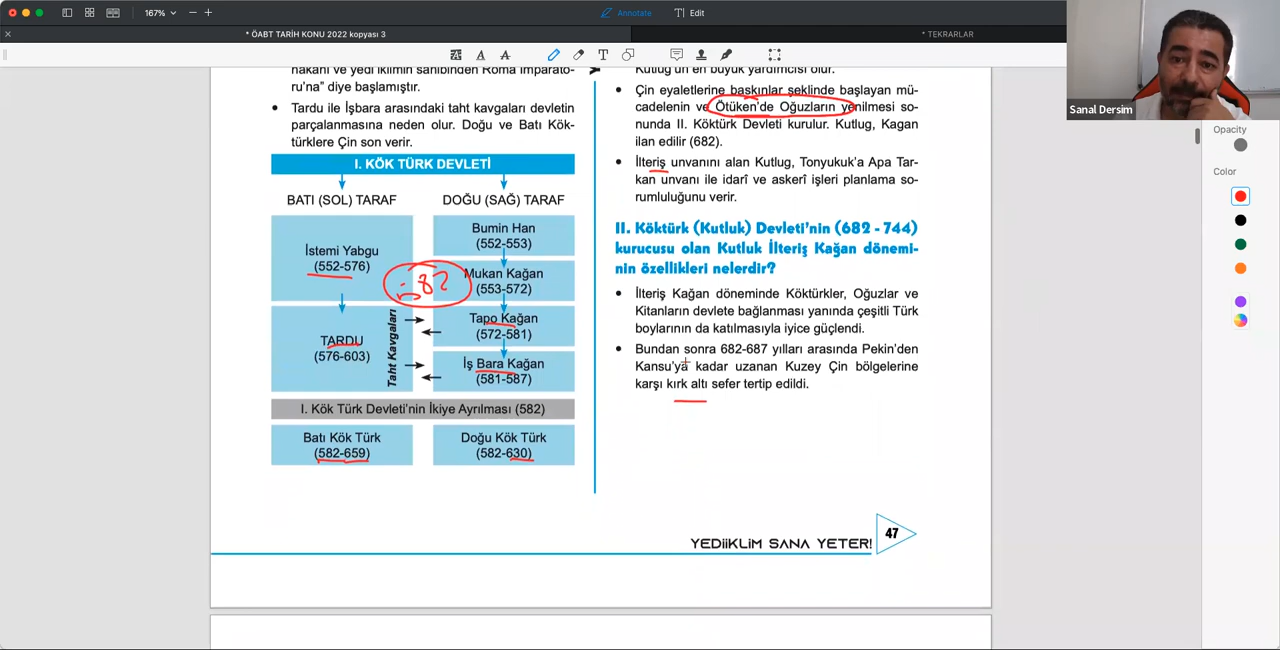 167%
Annotate
Edit
* ÖABT TARİH KONU 2022 kopyası 3
* TEKRARLAR
Sanal Dersim
Opacity
Color
hakanı ve yedi iklimin sahibinden Roma İmparato-
ru'na" diye başlamıştır.
• Tardu ile İşbara arasındaki taht kavgaları devletin
parçalanmasına neden olur. Doğu ve Batı Kök-
türklere Çin son verir.
I. KÖK TÜRK DEVLETİ
BATI (SOL) TARAF
DOĞU (SAĞ) TARAF
İstemi Yabgu
(552-576)
Bumin Han
(552-553)
Mukan Kağan
(553-572)
82
TARDU
(576-603)
Taht Kavgaları
Tapo Kağan
(572-581)
İş Bara Kağan
(581-587)
I. Kök Türk Devleti'nin İkiye Ayrılması (582)
Batı Kök Türk
(582-659)
Doğu Kök Türk
(582-630)
Kutlug'un en büyük yardımcısı olur.
• Çin eyaletlerine baskınlar şeklinde başlayan mü-
cadelenin ve Ötüken'de Oğuzların yenilmesi so-
nunda II. Köktürk Devleti kurulur. Kutlug, Kagan
ilan edilir (682).
• İlteriş unvanını alan Kutlug, Tonyukuk'a Apa Tar-
kan unvanı ile idarî ve askerî işleri planlama so-
rumluluğunu verir.
II. Köktürk (Kutluk) Devleti'nin (682 - 744)
kurucusu olan Kutluk İlteriş Kağan dönemi-
nin özellikleri nelerdir?
• İlteriş Kağan döneminde Köktürkler, Oğuzlar ve
Kitanların devlete bağlanması yanında çeşitli Türk
boylarının da katılmasıyla iyice güçlendi.
• Bundan sonra 682-687 yılları arasında Pekin'den
Kansu'ya kadar uzanan Kuzey Çin bölgelerine
karşı kırk altı sefer tertip edildi.
YEDİİKLİM SANA YETER!
47